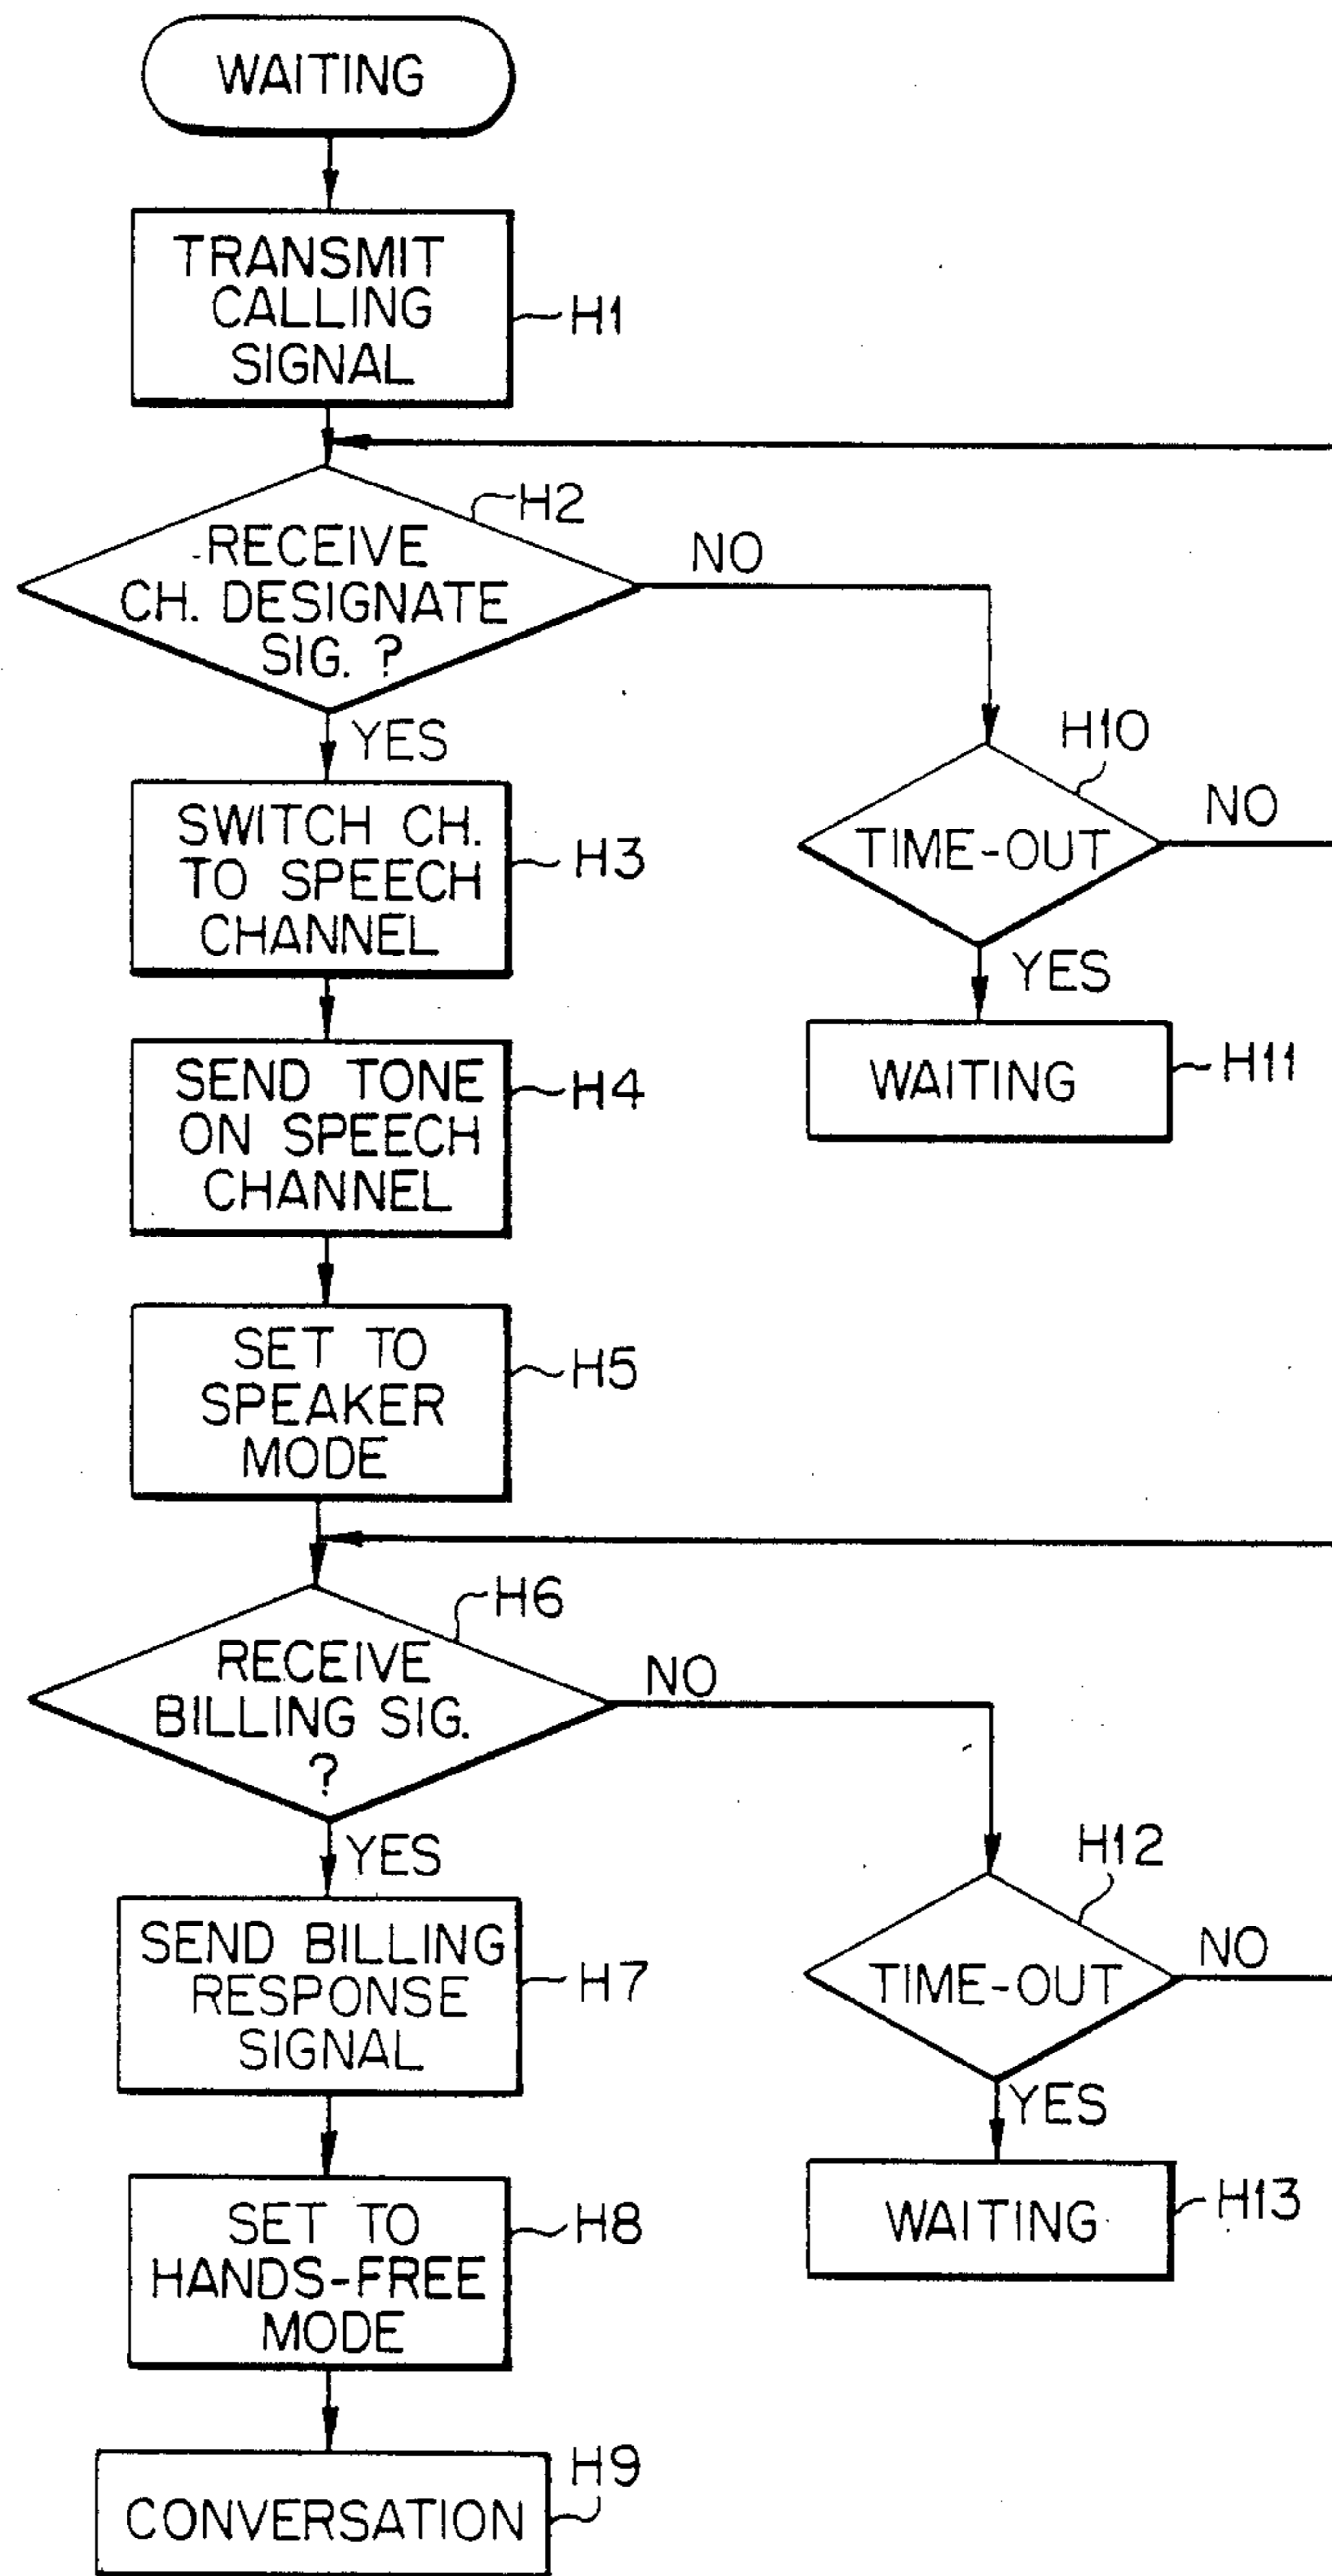 WAITING
TRANSMIT
CALLING
SIGNAL
H1
H2
RECEIVE
CH. DESIGNATE
SIG. ?
NO
YES
H10
TIME-OUT
NO
YES
WAITING
H11
SWITCH CH.
TO SPEECH
CHANNEL
H3
SEND TONE
ON SPEECH
CHANNEL
H4
SET TO
SPEAKER
MODE
H5
H6
RECEIVE
BILLING SIG.
?
NO
YES
H12
TIME-OUT
NO
YES
WAITING
H13
SEND BILLING
RESPONSE
SIGNAL
H7
SET TO
HANDS-FREE
MODE
H8
H9
CONVERSATION